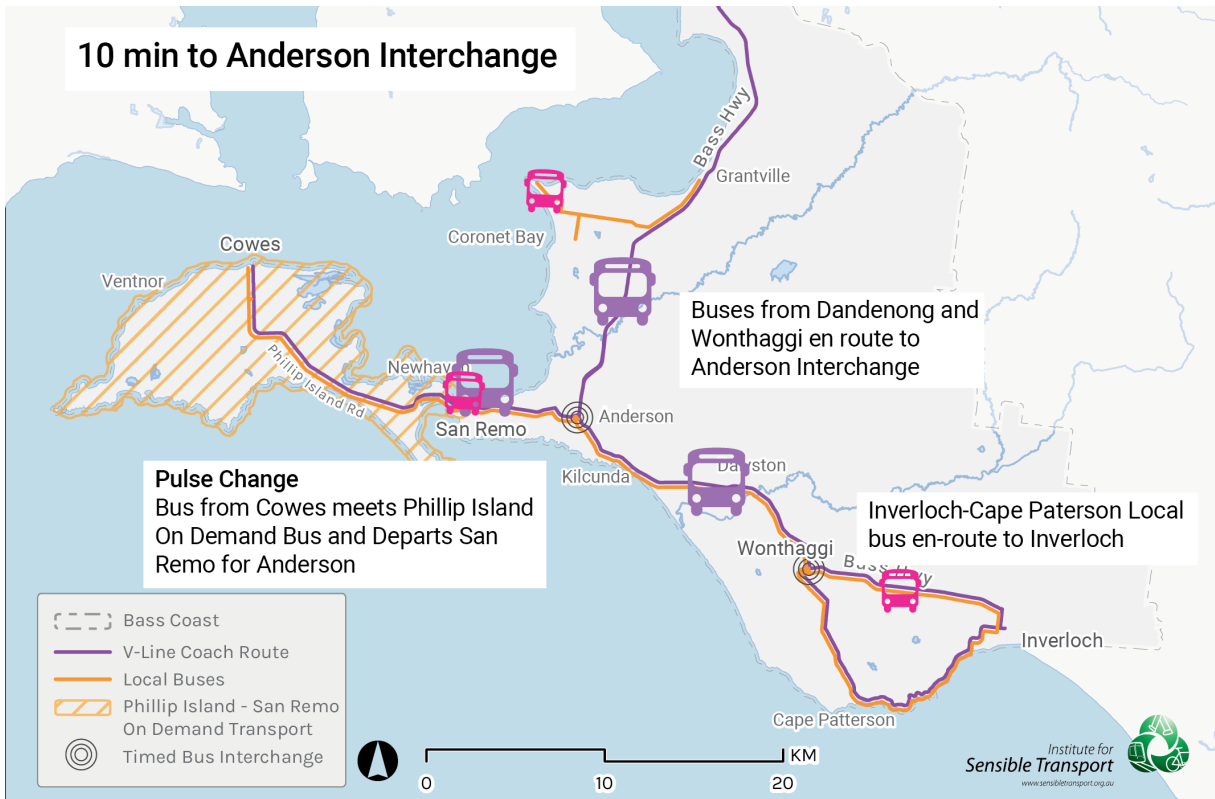 10 min to Anderson Interchange
Bass Hwy
Grantville
Coronet Bay
Cowes
Ventnor
Buses from Dandenong and
Wonthaggi en route to
Anderson Interchange
Phillip Island Rd
Newhaven
San Remo
Anderson
Kilcunda
Dalyston
Pulse Change
Bus from Cowes meets Phillip Island
On Demand Bus and Departs San
Remo for Anderson
Inverloch-Cape Paterson Local
bus en-route to Inverloch
Wonthaggi
Bass Hwy
Inverloch
Cape Patterson
Bass Coast
V-Line Coach Route
Local Buses
Phillip Island - San Remo
On Demand Transport
Timed Bus Interchange
KM
0 10 20
Institute for
Sensible Transport
www.sensibletransport.org.au